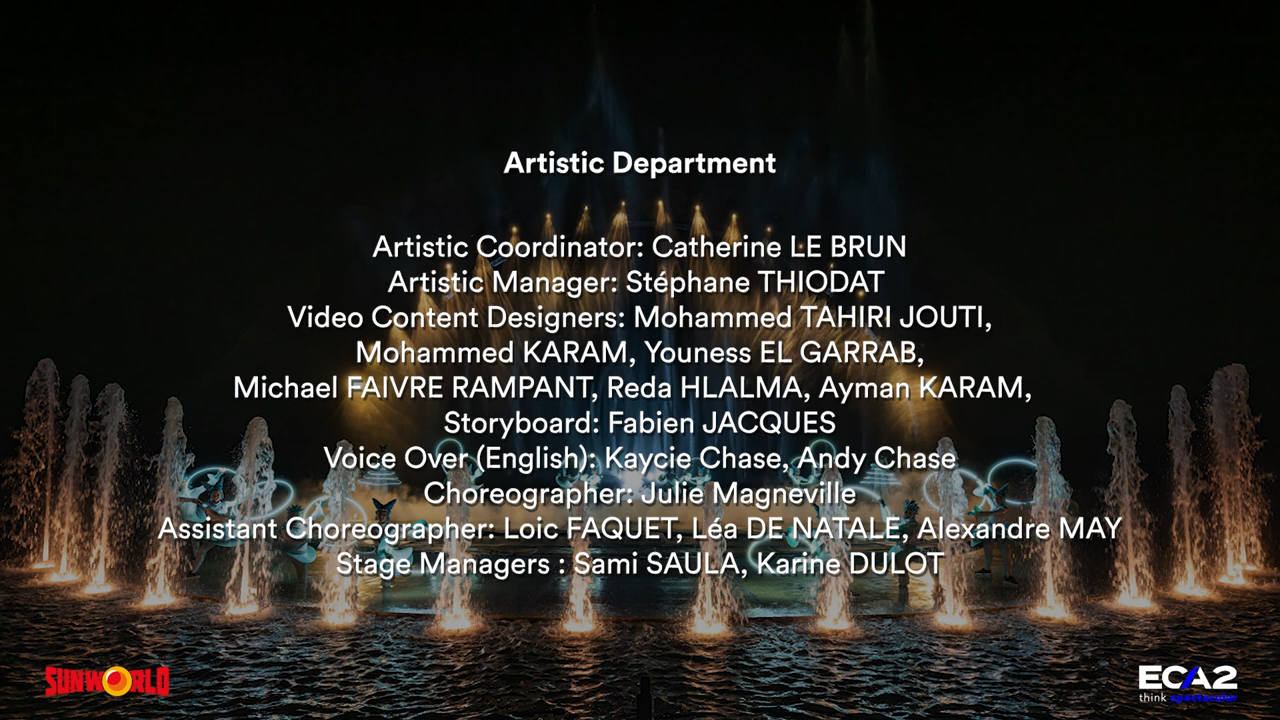 Artistic Department
Artistic Coordinator: Catherine LE BRUN
Artistic Manager: Stéphane THIODAT
Video Content Designers: Mohammed TAHIRI JOUTI,
Mohammed KARAM, Youness EL GARRAB,
Michael FAIVRE RAMPANT, Reda HLALMA, Ayman KARAM,
Storyboard: Fabien JACQUES
Voice Over (English): Kaycie Chase, Andy Chase
Choreographer: Julie Magneville
Assistant Choreographer: Loic FAQUET, Léa DE NATALE, Alexandre MAY
Stage Managers : Sami SAULA, Karine DULOT
SUNWORLD
ECA2
think spectacular